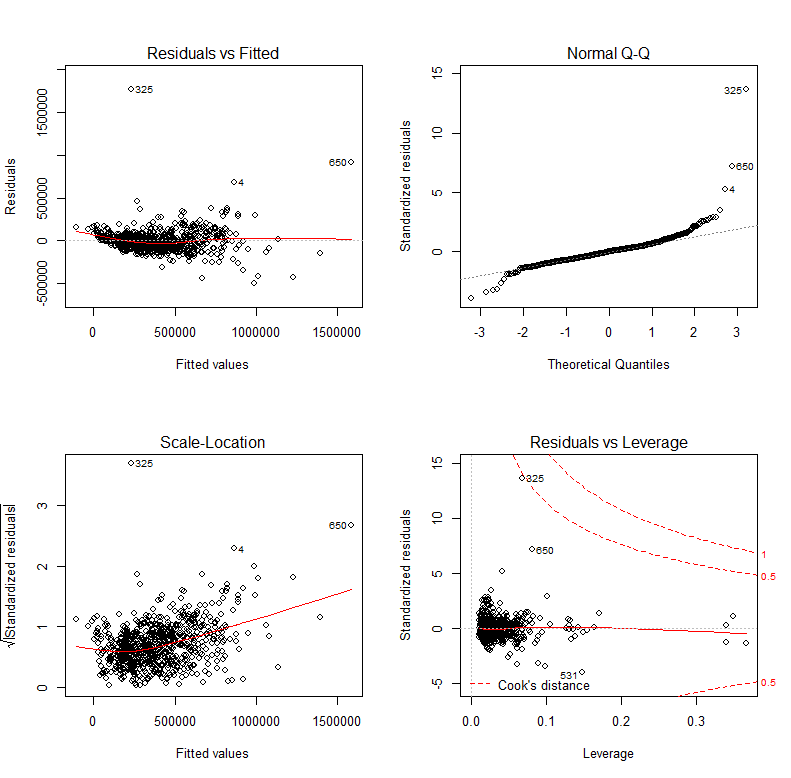 Residuals vs Fitted
Residuals
-500000 0 500000 1500000
325
650
4
0 500000 1000000 1500000
Fitted values
Normal Q-Q
Standardized residuals
0 5 10 15
325
650
4
-3 -2 -1 0 1 2 3
Theoretical Quantiles
Scale-Location
√|Standardized residuals|
0 1 2 3
325
650
4
0 500000 1000000 1500000
Fitted values
Residuals vs Leverage
Standardized residuals
-5 0 5 10 15
325
650
1
0.5
531
0.5
Cook's distance
0.0 0.1 0.2 0.3
Leverage